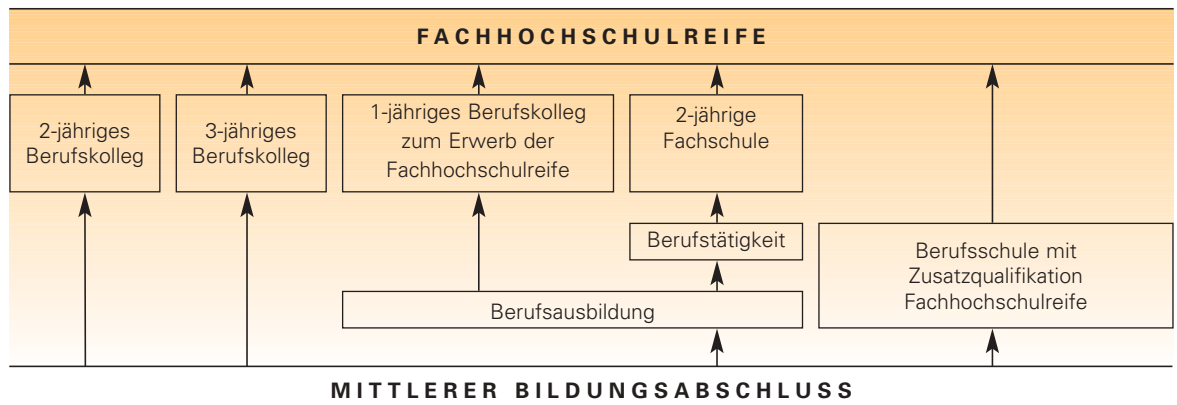 FACHHOCHSCHULREIFE
2-jähriges
Berufskolleg
3-jähriges
Berufskolleg
1-jähriges Berufskolleg
zum Erwerb der
Fachhochschulreife
2-jährige
Fachschule
Berufstätigkeit
Berufsausbildung
Berufsschule mit
Zusatzqualifikation
Fachhochschulreife
MITTLERER BILDUNGSABSCHLUSS